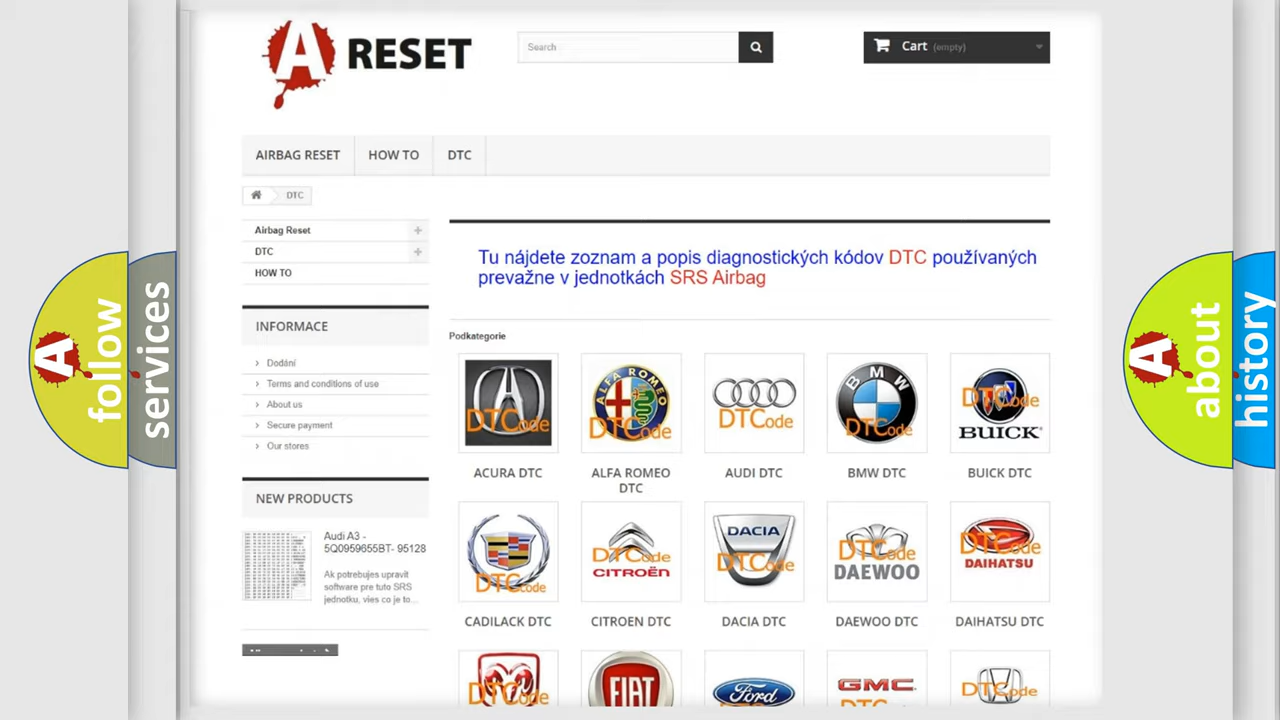 A RESET
Search
Cart (empty)
AIRBAG RESET
HOW TO
DTC
DTC
Airbag Reset
DTC
HOW TO
INFORMACE
Dodání
Terms and conditions of use
About us
Secure payment
Our stores
NEW PRODUCTS
Audi A3 -
5Q0959655BT- 95128
Ak potrebujes upravit
software pre tuto SRS
jednotku, vies co je to...
Tu nájdete zoznam a popis diagnostických kódov DTC používaných
prevažne v jednotkách SRS Airbag
Podkategorie
DTCode
ACURA DTC
ALFA ROMEO
DTCode
ALFA ROMEO
DTC
DTCode
AUDI DTC
BMW
DTCode
BMW DTC
DTCode
BUICK
BUICK DTC
DTCode
CADILACK DTC
DTCode
CITROËN
CITROEN DTC
DACIA
DTCode
DACIA DTC
DTCode
DAEWOO
DAEWOO DTC
DTCode
DAIHATSU
DAIHATSU DTC
DTCode
FIAT
Ford
GMC
DTCode
A follow
services
A about
history